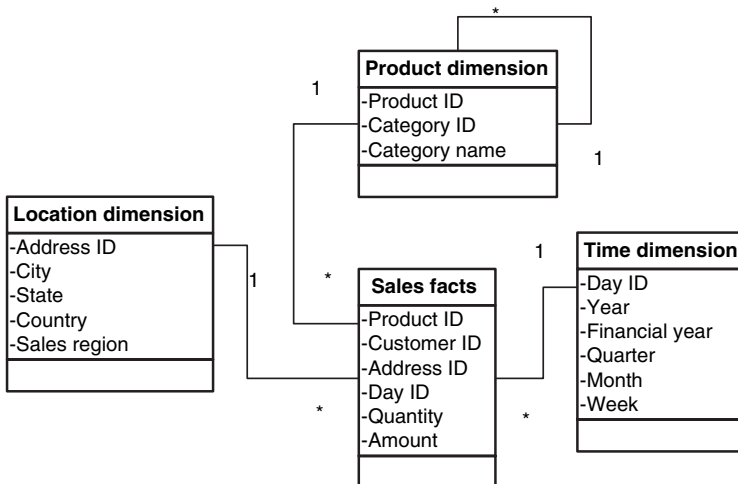 *
Product dimension
1
-Product ID
-Category ID
-Category name
1
Location dimension
-Address ID
-City
-State
-Country
-Sales region
1
*
Sales facts
-Product ID
-Customer ID
-Address ID
-Day ID
-Quantity
-Amount
*
*
1
Time dimension
-Day ID
-Year
-Financial year
-Quarter
-Month
-Week